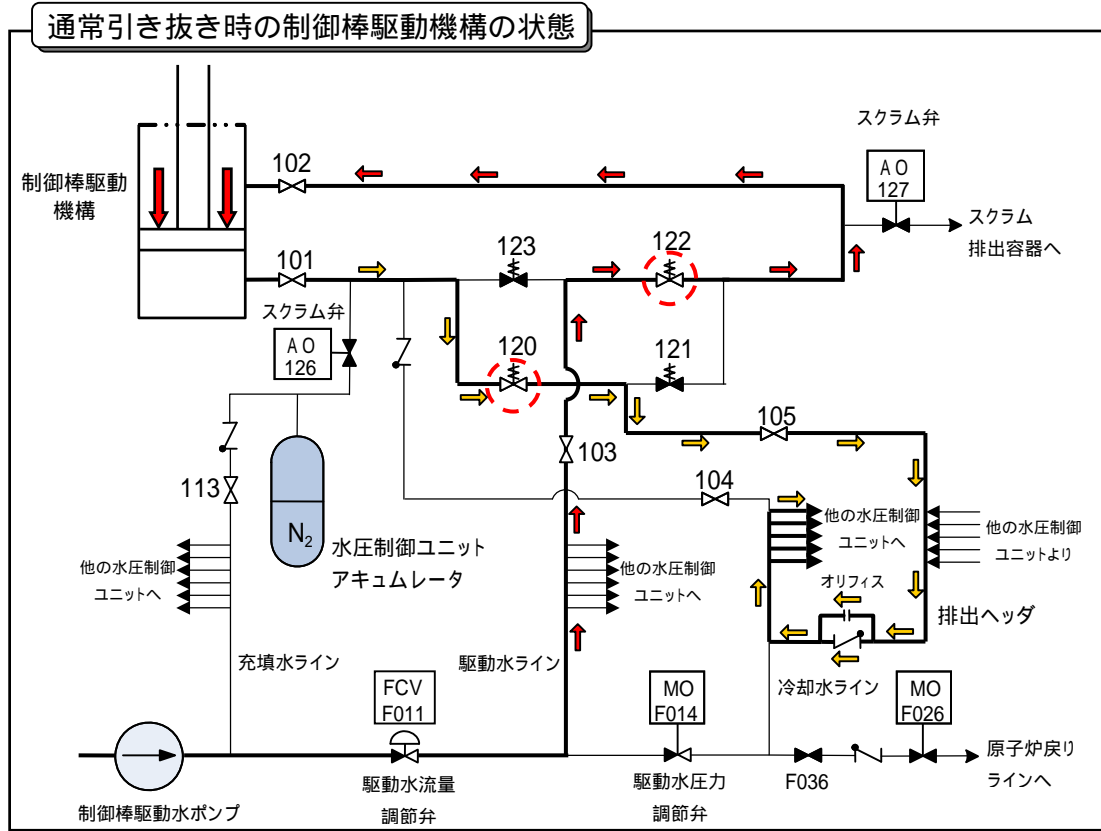 通常引き抜き時の制御棒駆動機構の状態
スクラム弁
AO
127
スクラム
排出容器へ
制御棒駆動
機構
102
101
123
122
スクラム弁
AO
126
120
121
105
103
104
113
N2
水圧制御ユニット
アキュムレータ
他の水圧制御
ユニットへ
他の水圧制御
ユニットへ
他の水圧制御
ユニットへ
他の水圧制御
ユニットより
オリフィス
排出ヘッダ
充填水ライン
駆動水ライン
冷却水ライン
FCV
F011
MO
F014
MO
F026
制御棒駆動水ポンプ
駆動水流量
調節弁
駆動水圧力
調節弁
F036
原子炉戻り
ラインへ